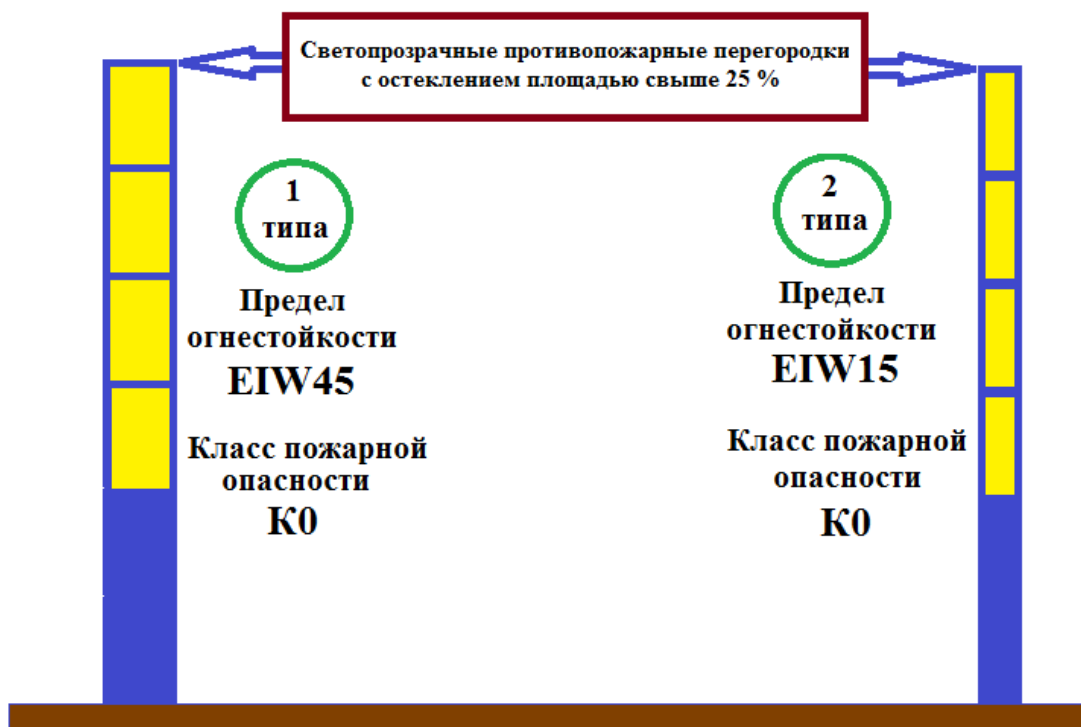 Светопрозрачные противопожарные перегородки
с остеклением площадью свыше 25 %
1
типа
Предел
огнестойкости
EIW45
Класс пожарной
опасности
К0
2
типа
Предел
огнестойкости
EIW15
Класс пожарной
опасности
К0